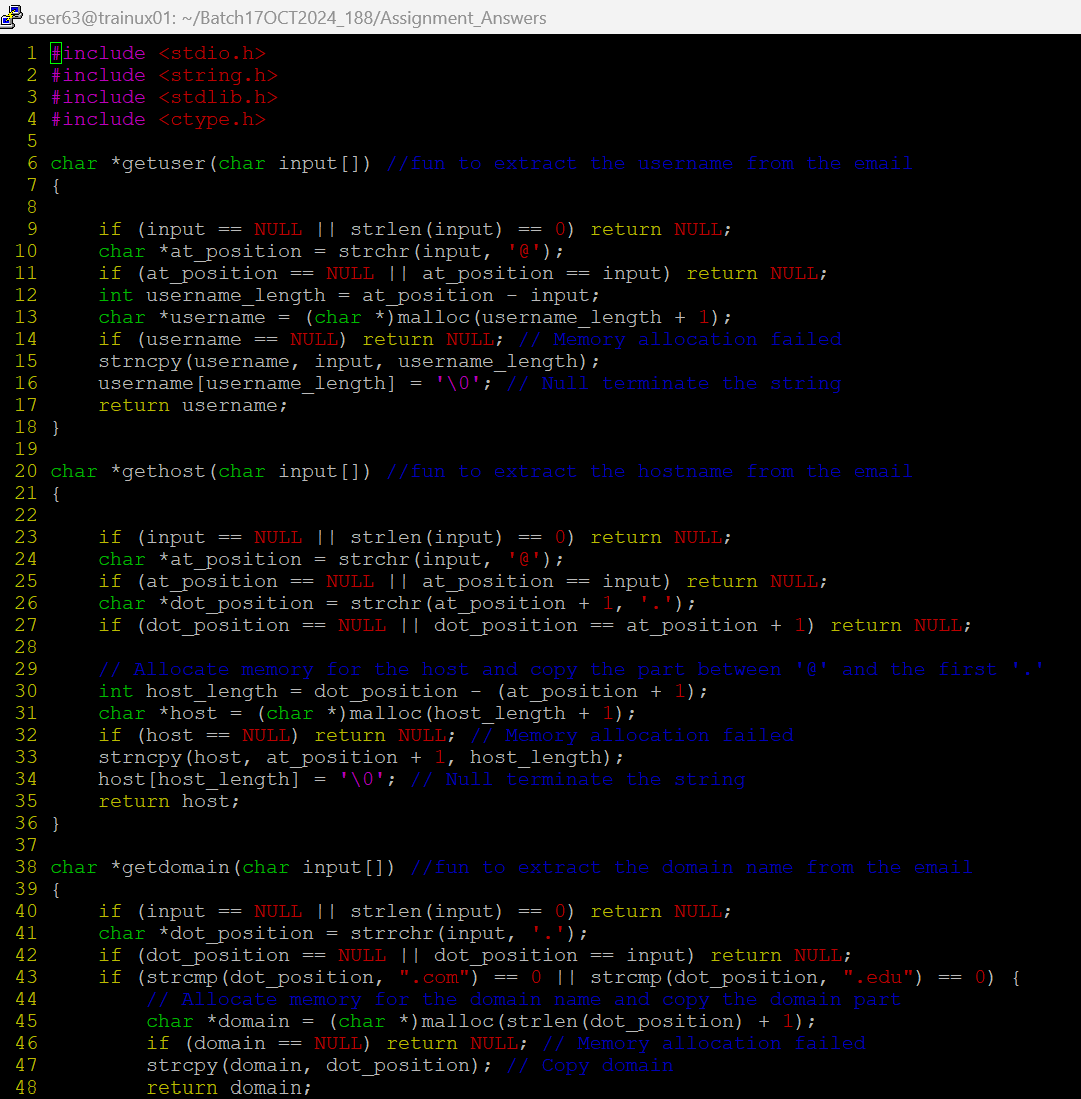 user63@trainux01: ~/Batch17OCT2024_188/Assignment_Answers
1 #include <stdio.h>
2 #include <string.h>
3 #include <stdlib.h>
4 #include <ctype.h>
5
6 char *getuser(char input[]) //fun to extract the username from the email
7 {
8
9     if (input == NULL || strlen(input) == 0) return NULL;
10     char *at_position = strchr(input, '@');
11     if (at_position == NULL || at_position == input) return NULL;
12     int username_length = at_position - input;
13     char *username = (char *)malloc(username_length + 1);
14     if (username == NULL) return NULL; // Memory allocation failed
15     strncpy(username, input, username_length);
16     username[username_length] = '\0'; // Null terminate the string
17     return username;
18 }
19
20 char *gethost(char input[]) //fun to extract the hostname from the email
21 {
22
23     if (input == NULL || strlen(input) == 0) return NULL;
24     char *at_position = strchr(input, '@');
25     if (at_position == NULL || at_position == input) return NULL;
26     char *dot_position = strchr(at_position + 1, '.');
27     if (dot_position == NULL || dot_position == at_position + 1) return NULL;
28
29     // Allocate memory for the host and copy the part between '@' and the first '.'
30     int host_length = dot_position - (at_position + 1);
31     char *host = (char *)malloc(host_length + 1);
32     if (host == NULL) return NULL; // Memory allocation failed
33     strncpy(host, at_position + 1, host_length);
34     host[host_length] = '\0'; // Null terminate the string
35     return host;
36 }
37
38 char *getdomain(char input[]) //fun to extract the domain name from the email
39 {
40     if (input == NULL || strlen(input) == 0) return NULL;
41     char *dot_position = strrchr(input, '.');
42     if (dot_position == NULL || dot_position == input) return NULL;
43     if (strcmp(dot_position, ".com") == 0 || strcmp(dot_position, ".edu") == 0) {
44         // Allocate memory for the domain name and copy the domain part
45         char *domain = (char *)malloc(strlen(dot_position) + 1);
46         if (domain == NULL) return NULL; // Memory allocation failed
47         strcpy(domain, dot_position); // Copy domain
48         return domain;